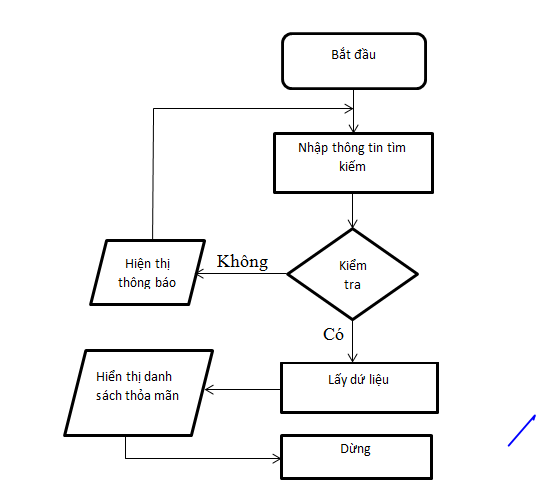 Bắt đầu
Nhập thông tin tìm
kiếm
Kiểm
tra
Không
Hiện thị
thông báo
Có
Lấy dứ liệu
Hiển thị danh
sách thỏa mãn
Dừng